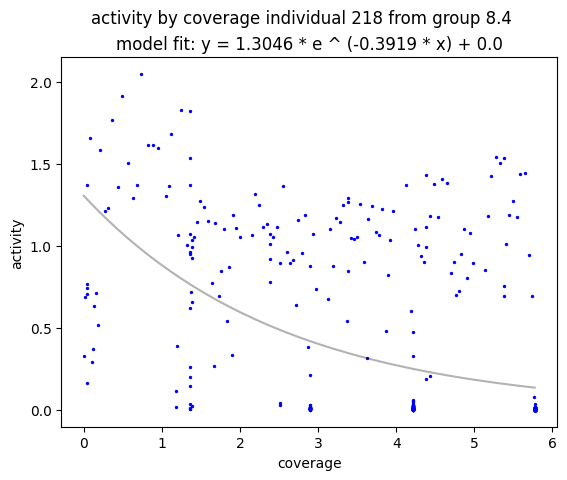 activity by coverage individual 218 from group 8.4
model fit: y = 1.3046 * e ^ (-0.3919 * x) + 0.0
2.0
1.5
1.0
0.5
0.0
activity
0 1 2 3 4 5 6
coverage